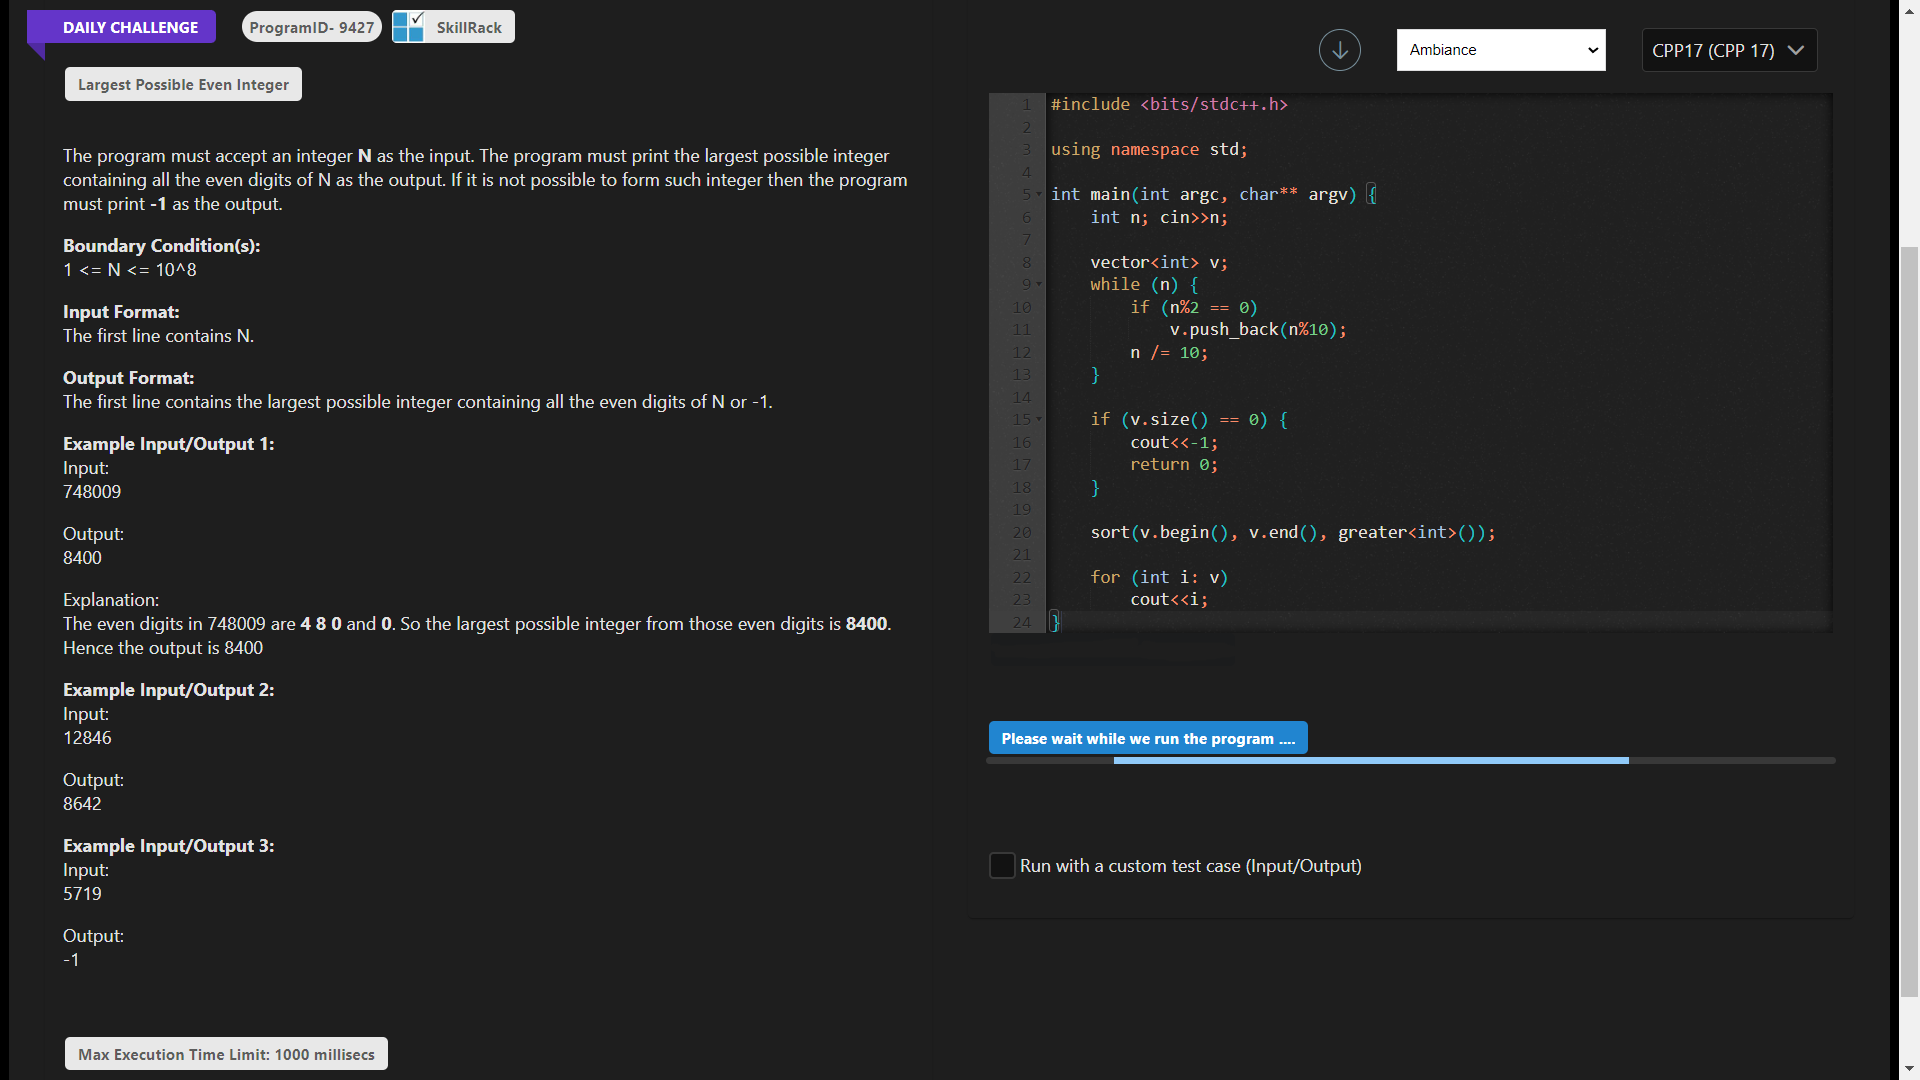 DAILY CHALLENGE
ProgramID- 9427
SkillRack
Largest Possible Even Integer
The program must accept an integer N as the input. The program must print the largest possible integer
containing all the even digits of N as the output. If it is not possible to form such integer then the program
must print -1 as the output.
Boundary Condition(s):
1 <= N <= 10^8
Input Format:
The first line contains N.
Output Format:
The first line contains the largest possible integer containing all the even digits of N or -1.
Example Input/Output 1:
Input:
748009
Output:
8400
Explanation:
The even digits in 748009 are 4 8 0 and 0. So the largest possible integer from those even digits is 8400.
Hence the output is 8400
Example Input/Output 2:
Input:
12846
Output:
8642
Example Input/Output 3:
Input:
5719
Output:
-1
Max Execution Time Limit: 1000 millisecs
Ambiance
CPP17 (CPP 17)
1 #include <bits/stdc++.h>
2
3 using namespace std;
4
5 int main(int argc, char** argv) {
6     int n; cin>>n;
7
8     vector<int> v;
9     while (n) {
10         if (n%2 == 0)
11             v.push_back(n%10);
12         n /= 10;
13     }
14
15     if (v.size() == 0) {
16         cout<<-1;
17         return 0;
18     }
19
20     sort(v.begin(), v.end(), greater<int>());
21
22     for (int i: v)
23         cout<<i;
24 }
Please wait while we run the program ....
Run with a custom test case (Input/Output)